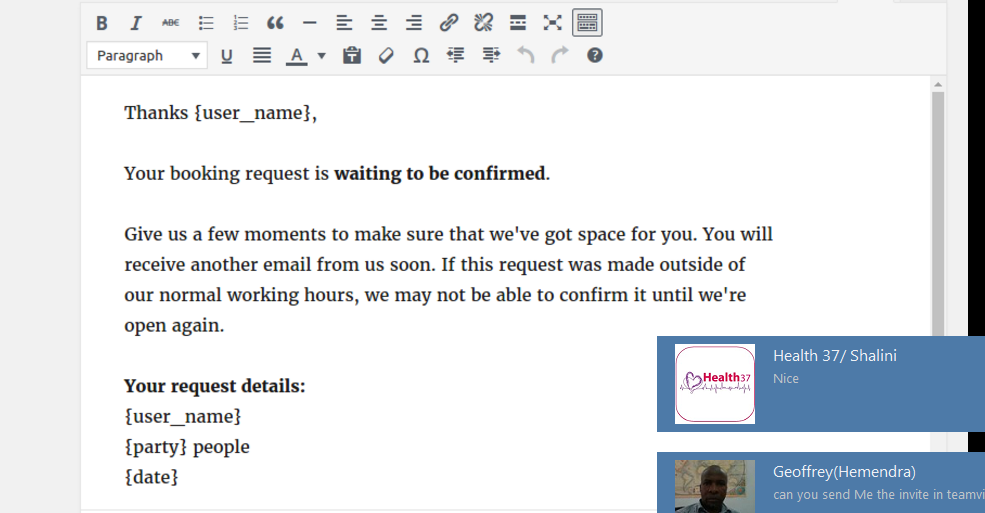 B I ABC
Paragraph U A Ω ?
Thanks {user_name},
Your booking request is waiting to be confirmed.
Give us a few moments to make sure that we've got space for you. You will
receive another email from us soon. If this request was made outside of
our normal working hours, we may not be able to confirm it until we're
open again.
Your request details:
{user_name}
{party} people
{date}
Health 37/ Shalini
Nice
Health37
Geoffrey(Hemendra)
can you send Me the invite in teamvi